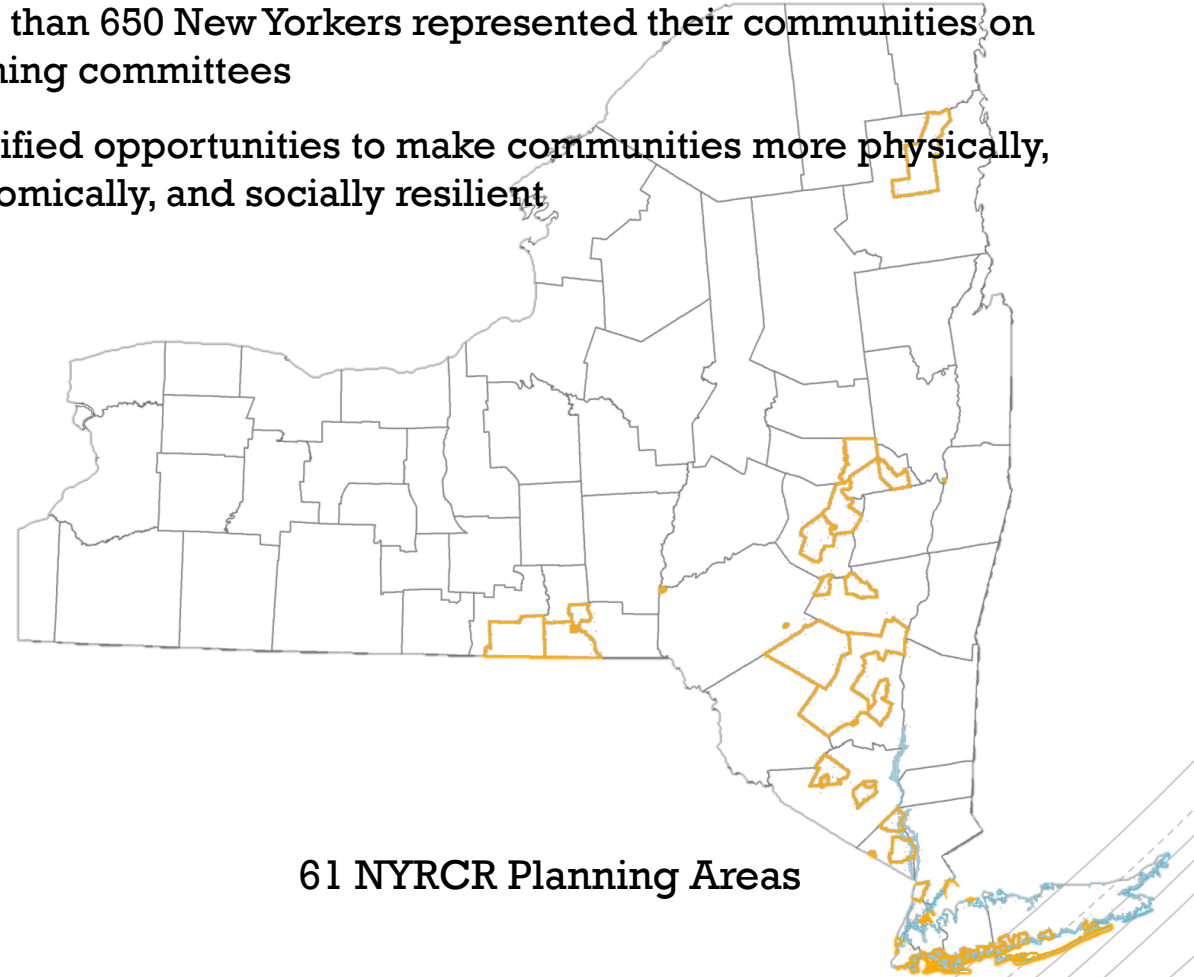 than 650 New Yorkers represented their communities on
ning committees
ified opportunities to make communities more physically,
omically, and socially resilient
61 NYRCR Planning Areas